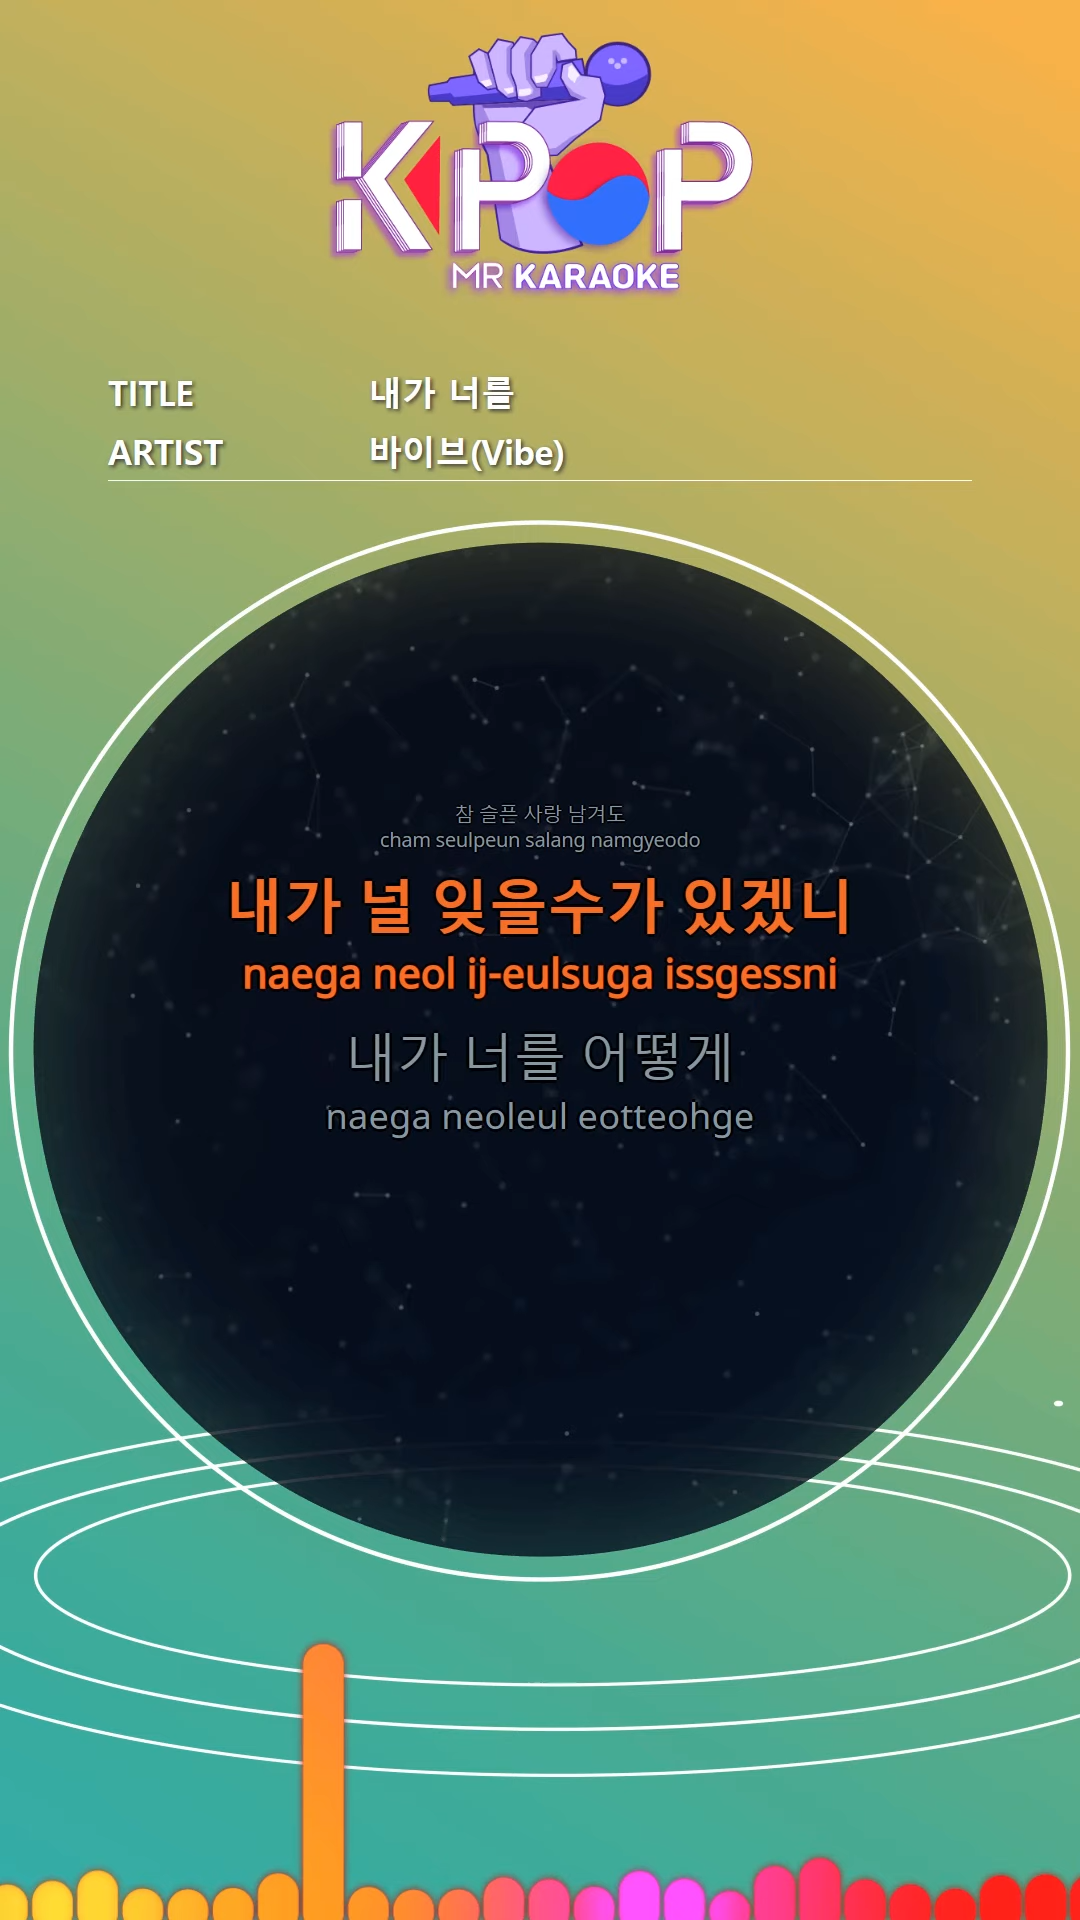 KPOP
MR KARAOKE
TITLE 내가 너를
ARTIST 바이브(Vibe)
참 슬픈 사랑 남겨도
cham seulpeun salang namgyeodo
내가 널 잊을수가 있겠니
naega neol ij-eulsuga issgessni
내가 너를 어떻게
naega neoleul eotteohge